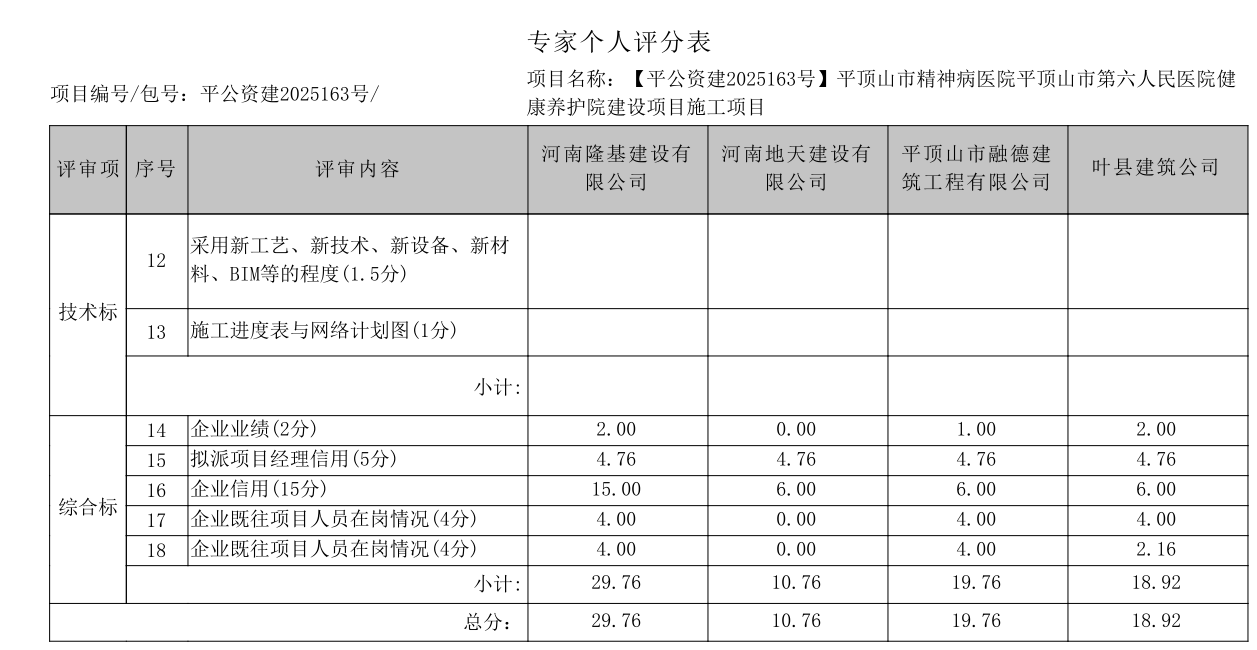 专家个人评分表
项目编号/包号：平公资建2025163号/
项目名称：【平公资建2025163号】平顶山市精神病医院平顶山市第六人民医院健
康养护院建设项目施工项目
评审项 序号 评审内容 河南隆基建设有 河南地天建设有 平顶山市融德建 叶县建筑公司
限公司 限公司 筑工程有限公司
技术标
12 采用新工艺、新技术、新设备、新材
料、BIM等的程度(1.5分)
13 施工进度表与网络计划图(1分)
小计:
综合标
14 企业业绩(2分) 2.00 0.00 1.00 2.00
15 拟派项目经理信用(5分) 4.76 4.76 4.76 4.76
16 企业信用(15分) 15.00 6.00 6.00 6.00
17 企业既往项目人员在岗情况(4分) 4.00 0.00 4.00 4.00
18 企业既往项目人员在岗情况(4分) 4.00 0.00 4.00 2.16
小计: 29.76 10.76 19.76 18.92
总分： 29.76 10.76 19.76 18.92